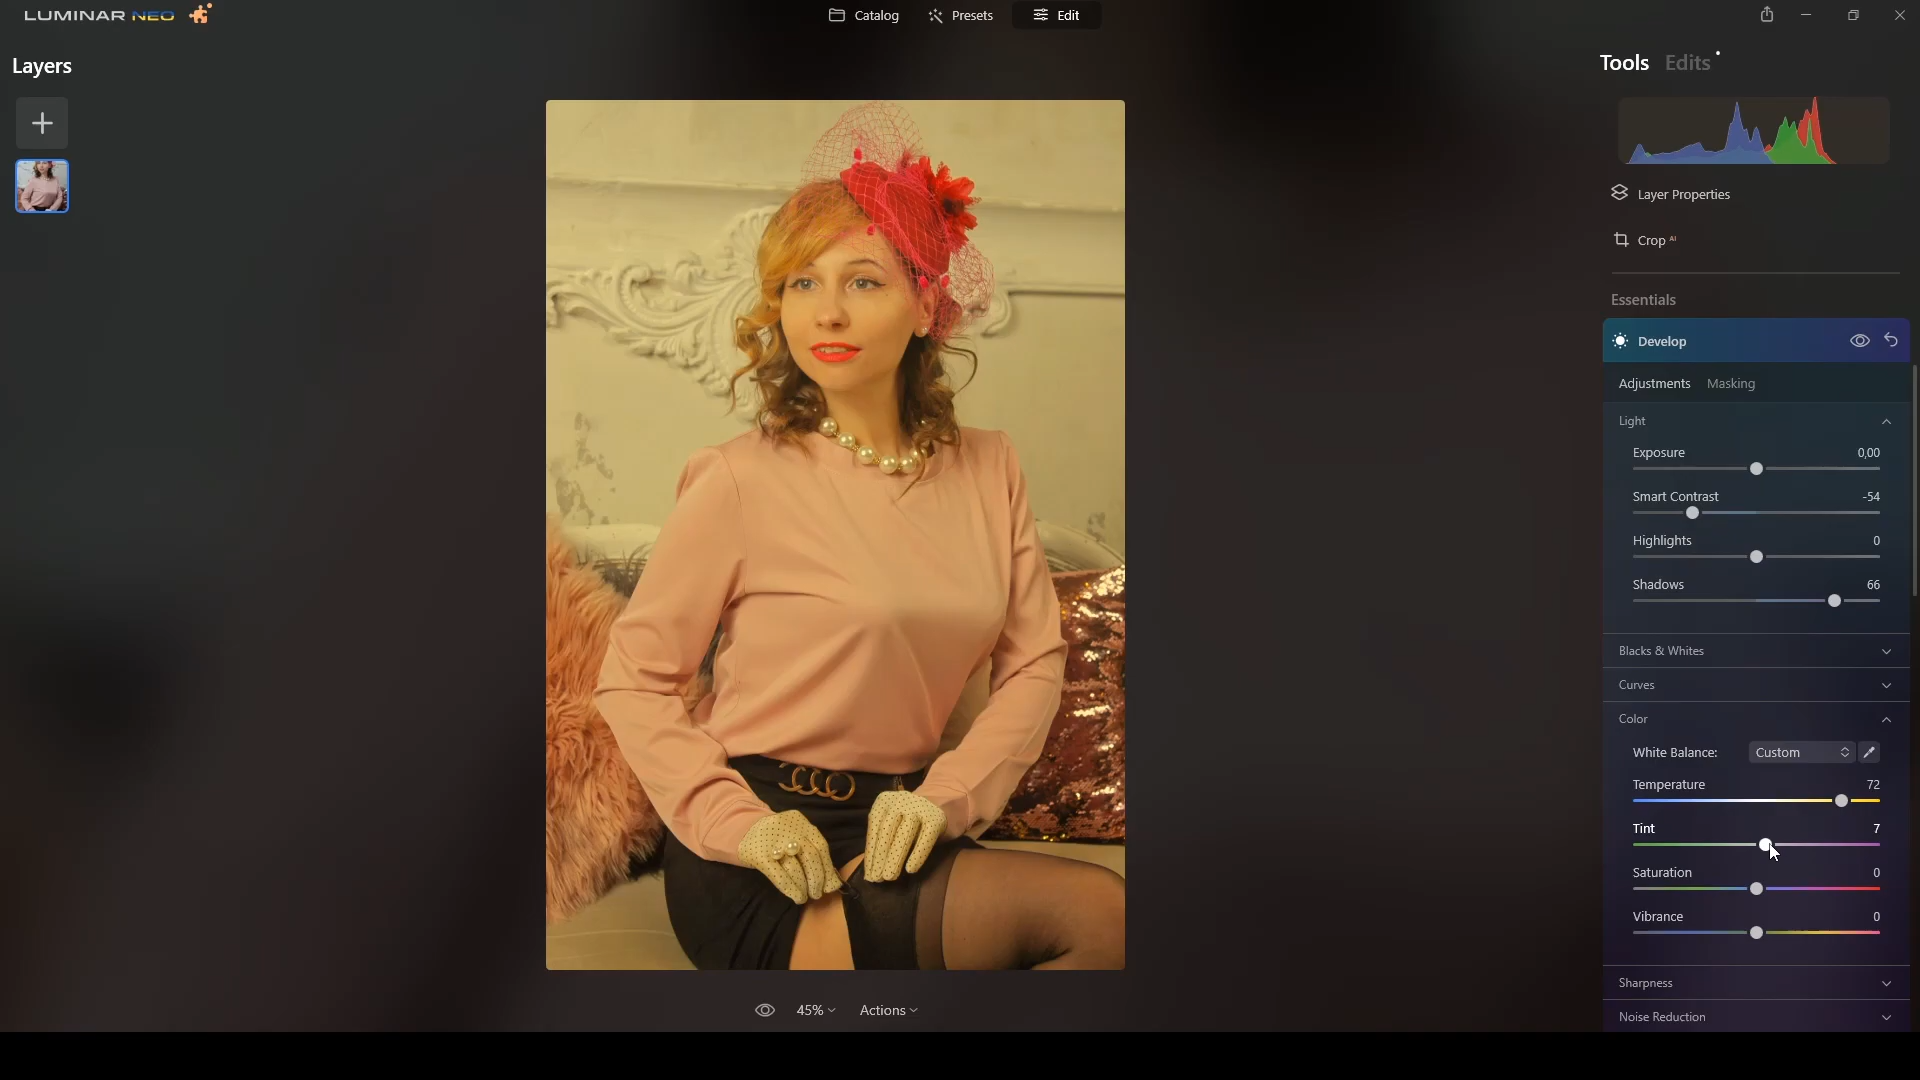 LUMINAR NEO
Catalog
Presets
Edit
Layers
Tools
Edits
Layer Properties
Crop AI
Essentials
Develop
Adjustments
Masking
Light
Exposure 0,00
Smart Contrast -54
Highlights 0
Shadows 66
Blacks & Whites
Curves
Color
White Balance: Custom
Temperature 72
Tint 7
Saturation 0
Vibrance 0
Sharpness
Noise Reduction
45%
Actions